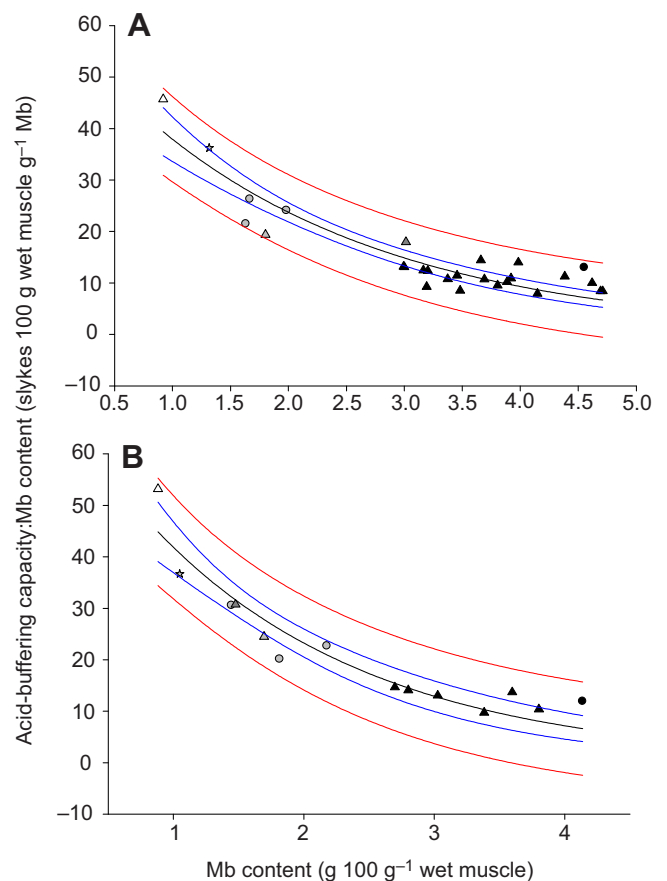 A
60
50
40
30
20
10
0
–10
0.5 1.0 1.5 2.0 2.5 3.0 3.5 4.0 4.5 5.0
B
60
50
40
30
20
10
0
–10
1 2 3 4
Mb content (g 100 g–1 wet muscle)
Acid-buffering capacity:Mb content (slykes 100 g wet muscle g–1 Mb)